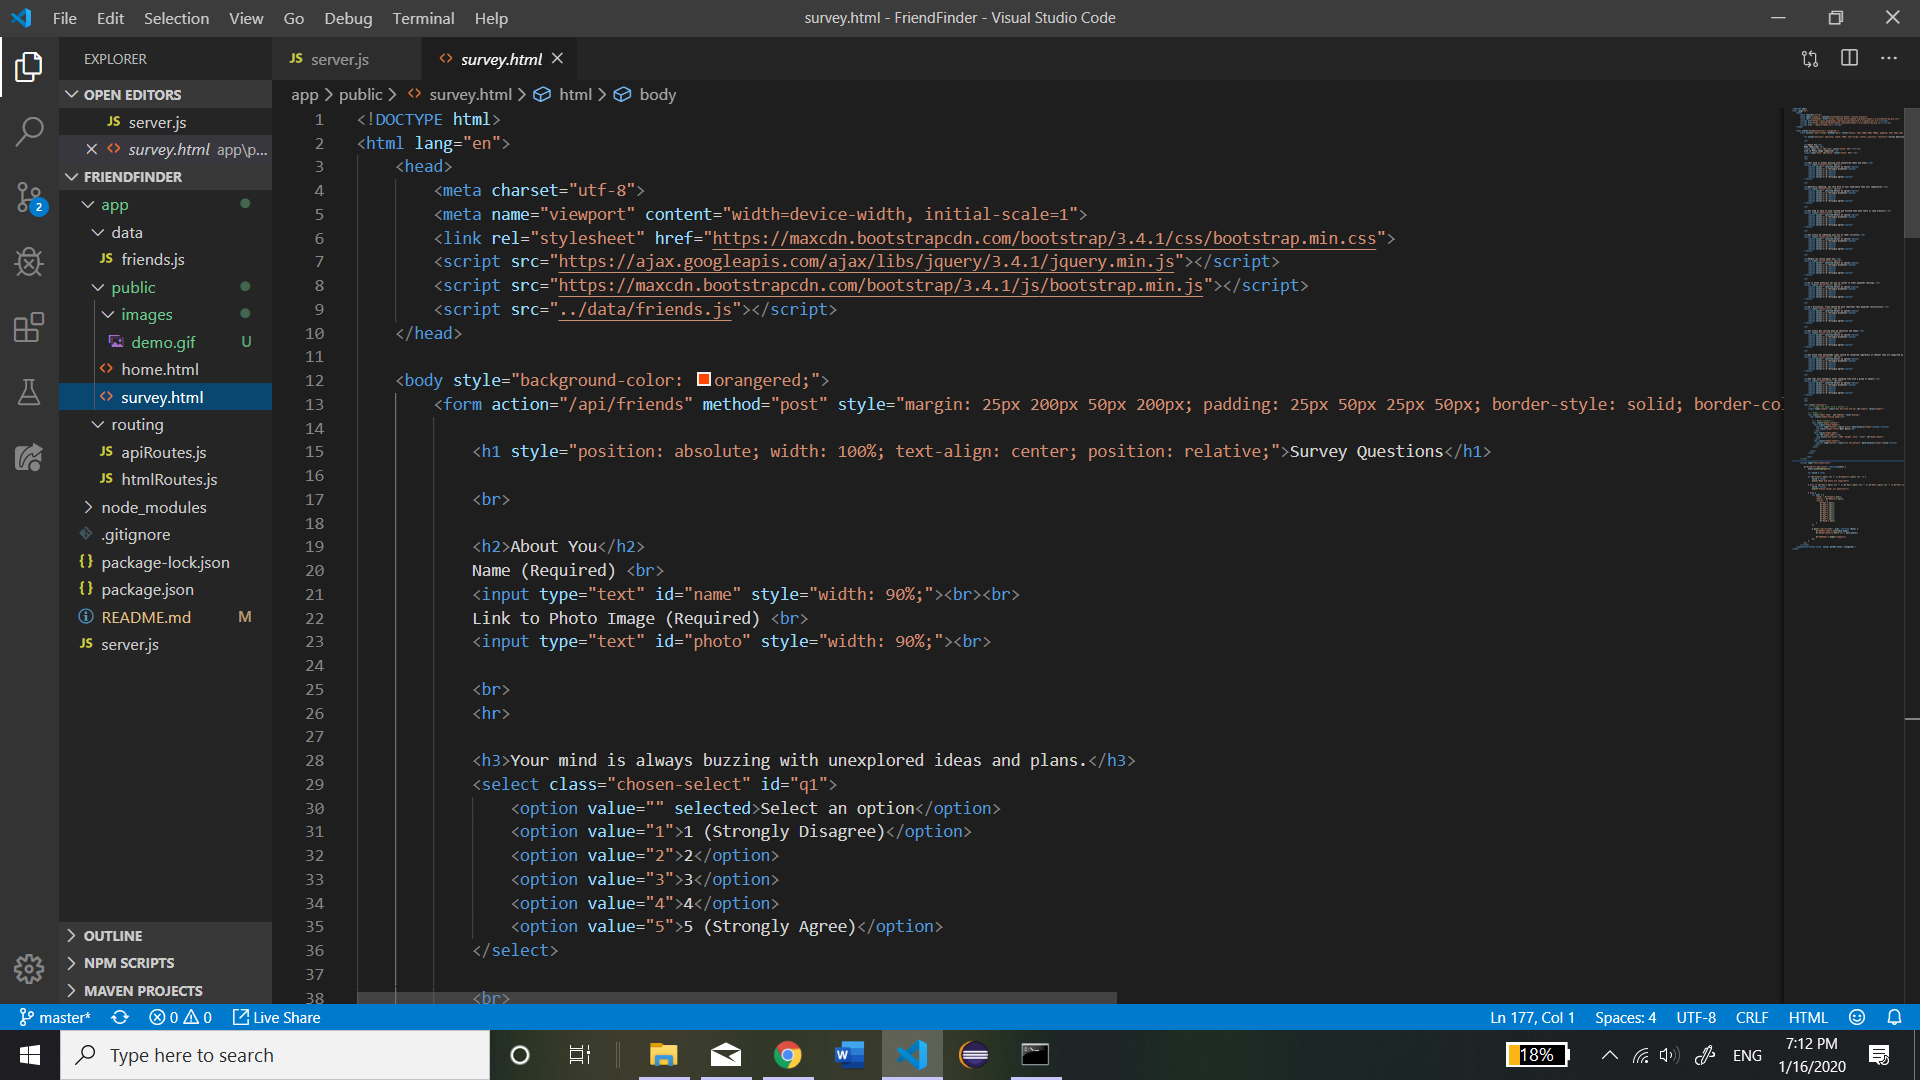 File Edit Selection View Go Debug Terminal Help
survey.html - FriendFinder - Visual Studio Code
EXPLORER
OPEN EDITORS
JS server.js
survey.html app\p...
FRIENDFINDER
app
data
JS friends.js
public
images
demo.gif U
home.html
survey.html
routing
JS apiRoutes.js
JS htmlRoutes.js
node_modules
.gitignore
{} package-lock.json
{} package.json
README.md M
JS server.js
OUTLINE
NPM SCRIPTS
MAVEN PROJECTS
2
JS server.js
survey.html
app > public > survey.html > html > body
1 <!DOCTYPE html>
2 <html lang="en">
3 <head>
4 <meta charset="utf-8">
5 <meta name="viewport" content="width=device-width, initial-scale=1">
6 <link rel="stylesheet" href="https://maxcdn.bootstrapcdn.com/bootstrap/3.4.1/css/bootstrap.min.css">
7 <script src="https://ajax.googleapis.com/ajax/libs/jquery/3.4.1/jquery.min.js"></script>
8 <script src="https://maxcdn.bootstrapcdn.com/bootstrap/3.4.1/js/bootstrap.min.js"></script>
9 <script src="../data/friends.js"></script>
10 </head>
11
12 <body style="background-color: orangered;">
13 <form action="/api/friends" method="post" style="margin: 25px 200px 50px 200px; padding: 25px 50px 25px 50px; border-style: solid; border-co
14
15 <h1 style="position: absolute; width: 100%; text-align: center; position: relative;">Survey Questions</h1>
16
17 <br>
18
19 <h2>About You</h2>
20 Name (Required) <br>
21 <input type="text" id="name" style="width: 90%;"><br><br>
22 Link to Photo Image (Required) <br>
23 <input type="text" id="photo" style="width: 90%;"><br>
24
25 <br>
26 <hr>
27
28 <h3>Your mind is always buzzing with unexplored ideas and plans.</h3>
29 <select class="chosen-select" id="q1">
30 <option value="" selected>Select an option</option>
31 <option value="1">1 (Strongly Disagree)</option>
32 <option value="2">2</option>
33 <option value="3">3</option>
34 <option value="4">4</option>
35 <option value="5">5 (Strongly Agree)</option>
36 </select>
37
38 <br>
master* 0 0 Live Share
Ln 177, Col 1 Spaces: 4 UTF-8 CRLF HTML
Type here to search
18%
ENG
7:12 PM
1/16/2020